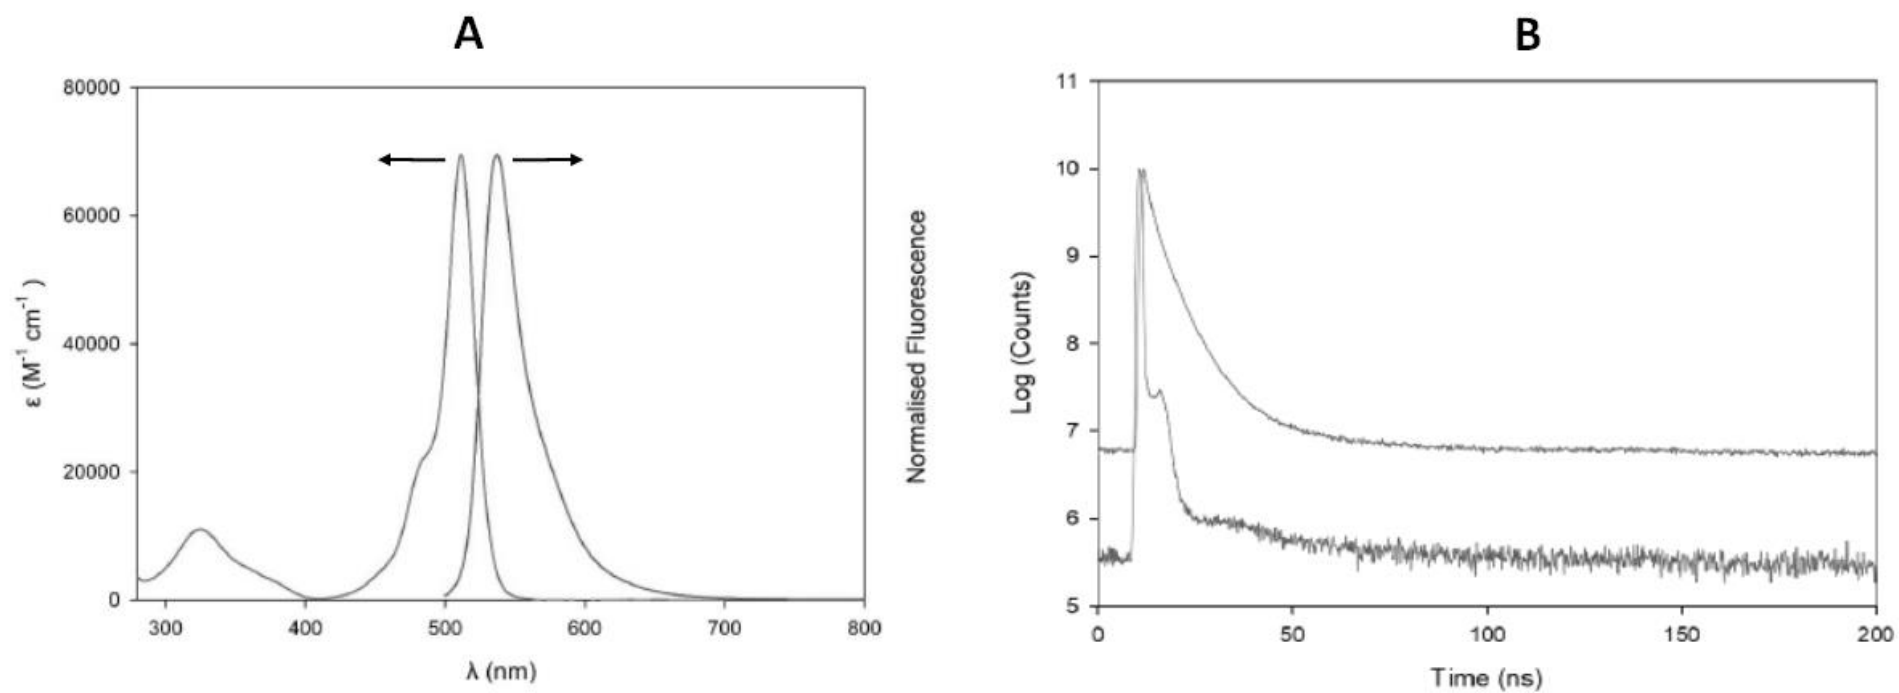 A
80000
60000
40000
20000
0
ε (M-1 cm-1 )
300 400 500 600 700 800
λ (nm)
Normalised Fluorescence
B
11
10
9
8
7
6
5
Log (Counts)
0 50 100 150 200
Time (ns)